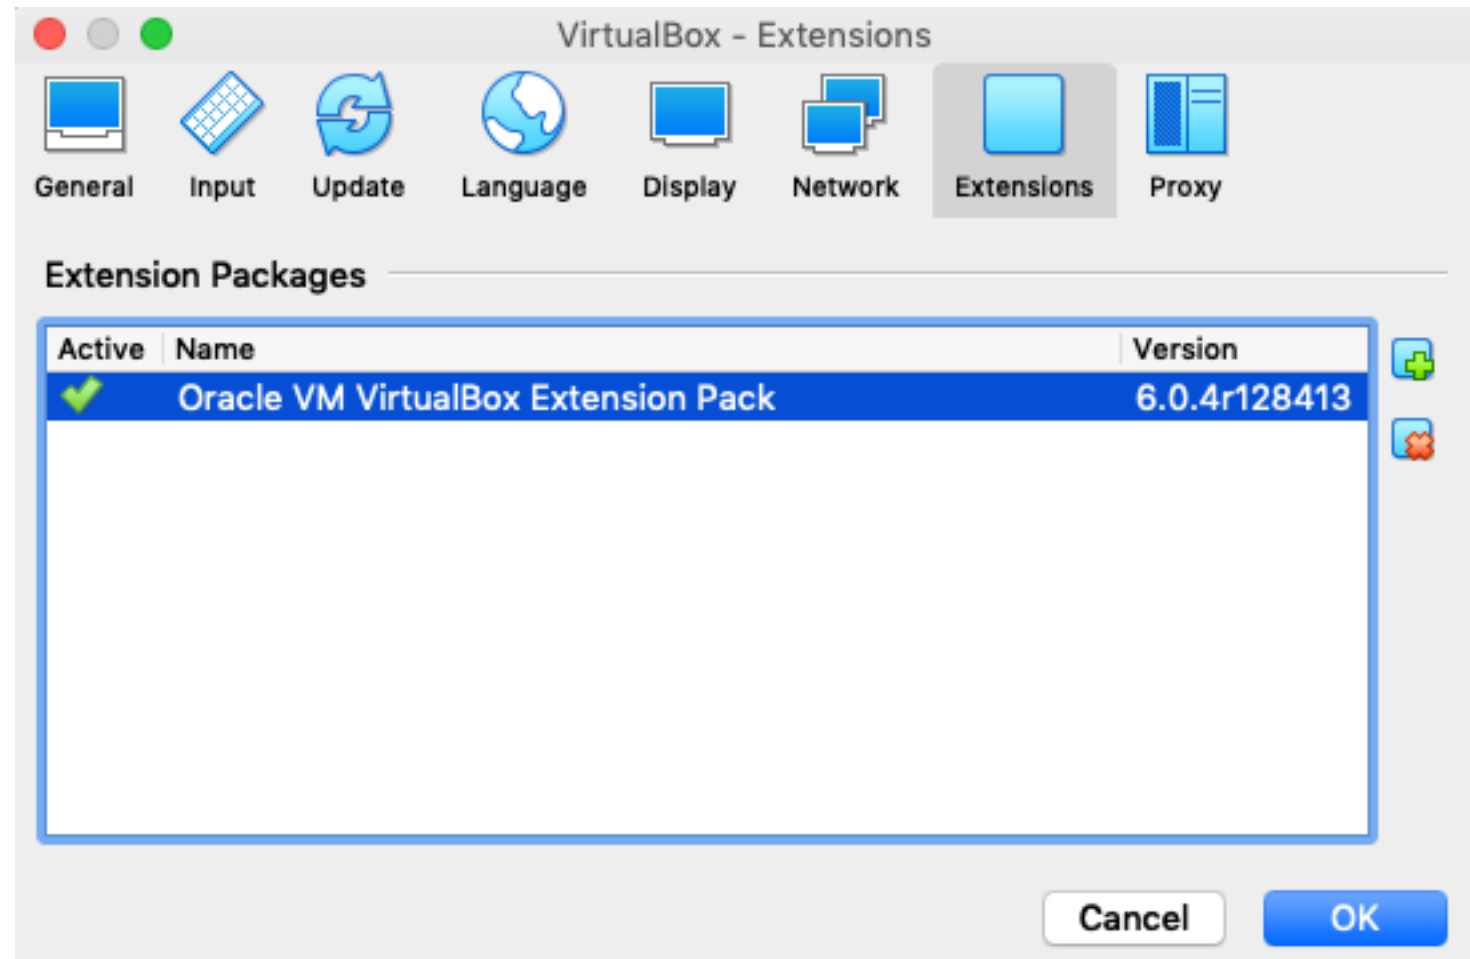 VirtualBox - Extensions
General Input Update Language Display Network Extensions Proxy
Extension Packages
Active Name Version
Oracle VM VirtualBox Extension Pack 6.0.4r128413
Cancel OK